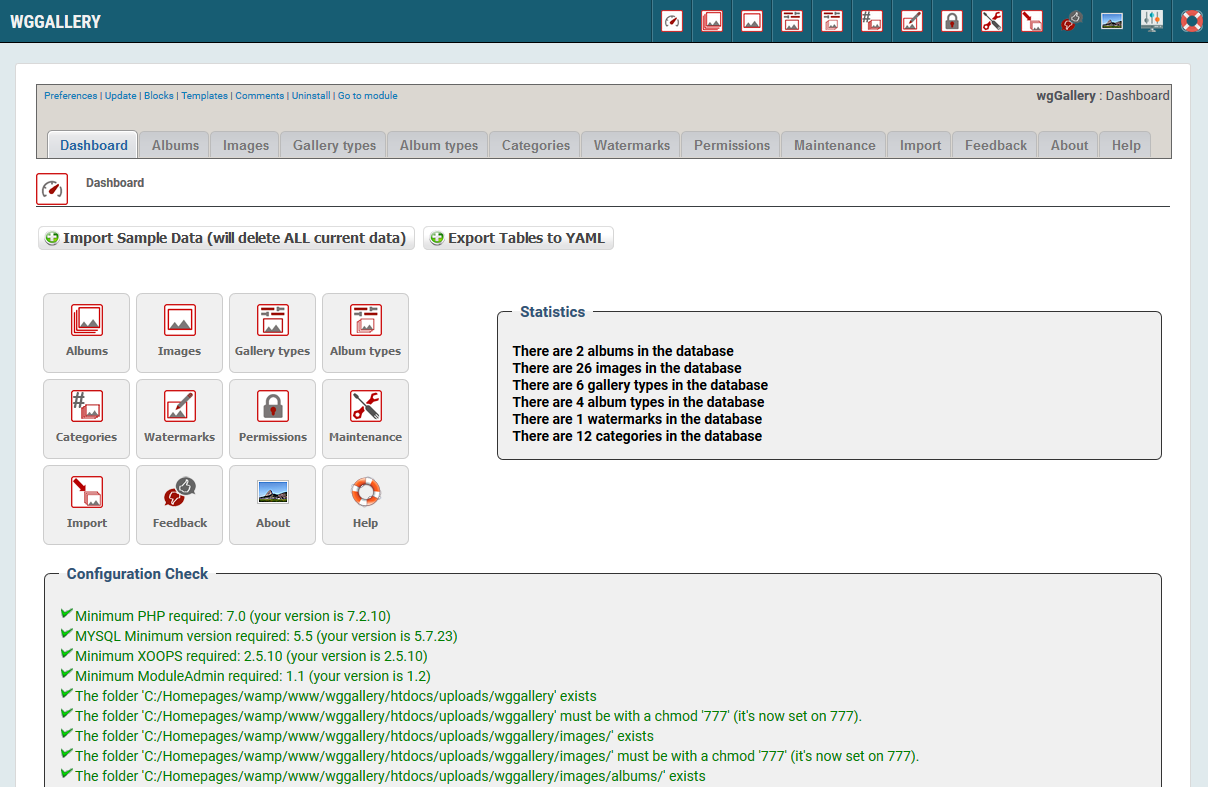 WGGALLERY
Preferences | Update | Blocks | Templates | Comments | Uninstall | Go to module
wgGallery : Dashboard
Dashboard Albums Images Gallery types Album types Categories Watermarks Permissions Maintenance Import Feedback About Help
Dashboard
Import Sample Data (will delete ALL current data) Export Tables to YAML
Albums Images Gallery types Album types
Categories Watermarks Permissions Maintenance
Import Feedback About Help
Statistics
There are 2 albums in the database
There are 26 images in the database
There are 6 gallery types in the database
There are 4 album types in the database
There are 1 watermarks in the database
There are 12 categories in the database
Configuration Check
Minimum PHP required: 7.0 (your version is 7.2.10)
MYSQL Minimum version required: 5.5 (your version is 5.7.23)
Minimum XOOPS required: 2.5.10 (your version is 2.5.10)
Minimum ModuleAdmin required: 1.1 (your version is 1.2)
The folder 'C:/Homepages/wamp/www/wggallery/htdocs/uploads/wggallery' exists
The folder 'C:/Homepages/wamp/www/wggallery/htdocs/uploads/wggallery' must be with a chmod '777' (it's now set on 777).
The folder 'C:/Homepages/wamp/www/wggallery/htdocs/uploads/wggallery/images/' exists
The folder 'C:/Homepages/wamp/www/wggallery/htdocs/uploads/wggallery/images/' must be with a chmod '777' (it's now set on 777).
The folder 'C:/Homepages/wamp/www/wggallery/htdocs/uploads/wggallery/images/albums/' exists